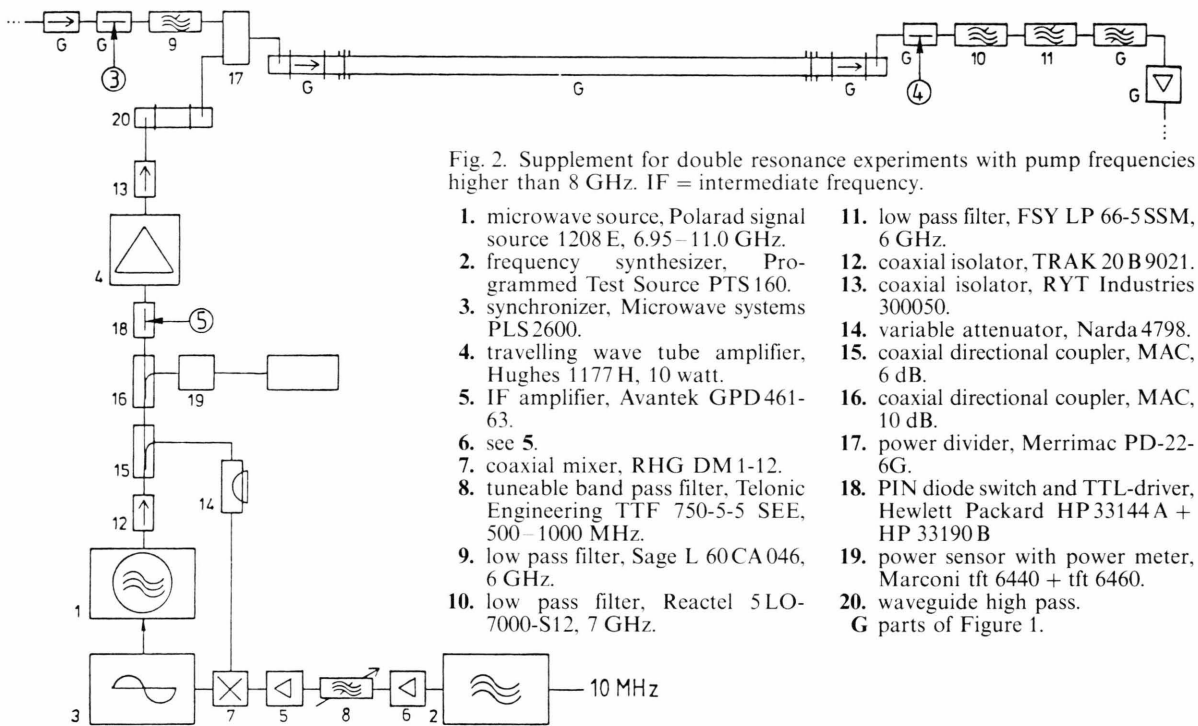 G
G
9
3
17
G
G
G
G
10
11
G
4
G
20
13
4
18
5
16
19
15
14
12
1
3
7
5
8
6
2
10 MHz
Fig. 2. Supplement for double resonance experiments with pump frequencies
higher than 8 GHz. IF = intermediate frequency.
1. microwave source, Polarad signal
source 1208 E, 6.95–11.0 GHz.
2. frequency synthesizer, Pro-
grammed Test Source PTS 160.
3. synchronizer, Microwave systems
PLS 2600.
4. travelling wave tube amplifier,
Hughes 1177 H, 10 watt.
5. IF amplifier, Avantek GPD 461-
63.
6. see 5.
7. coaxial mixer, RHG DM 1-12.
8. tuneable band pass filter, Telonic
Engineering TTF 750-5-5 SEE,
500–1000 MHz.
9. low pass filter, Sage L 60 CA 046,
6 GHz.
10. low pass filter, Reactel 5 LO-
7000-S12, 7 GHz.
11. low pass filter, FSY LP 66-5 SSM,
6 GHz.
12. coaxial isolator, TRAK 20 B 9021.
13. coaxial isolator, RYT Industries
300050.
14. variable attenuator, Narda 4798.
15. coaxial directional coupler, MAC,
6 dB.
16. coaxial directional coupler, MAC,
10 dB.
17. power divider, Merrimac PD-22-
6G.
18. PIN diode switch and TTL-driver,
Hewlett Packard HP 33144 A +
HP 33190 B
19. power sensor with power meter,
Marconi tft 6440 + tft 6460.
20. waveguide high pass.
G parts of Figure 1.